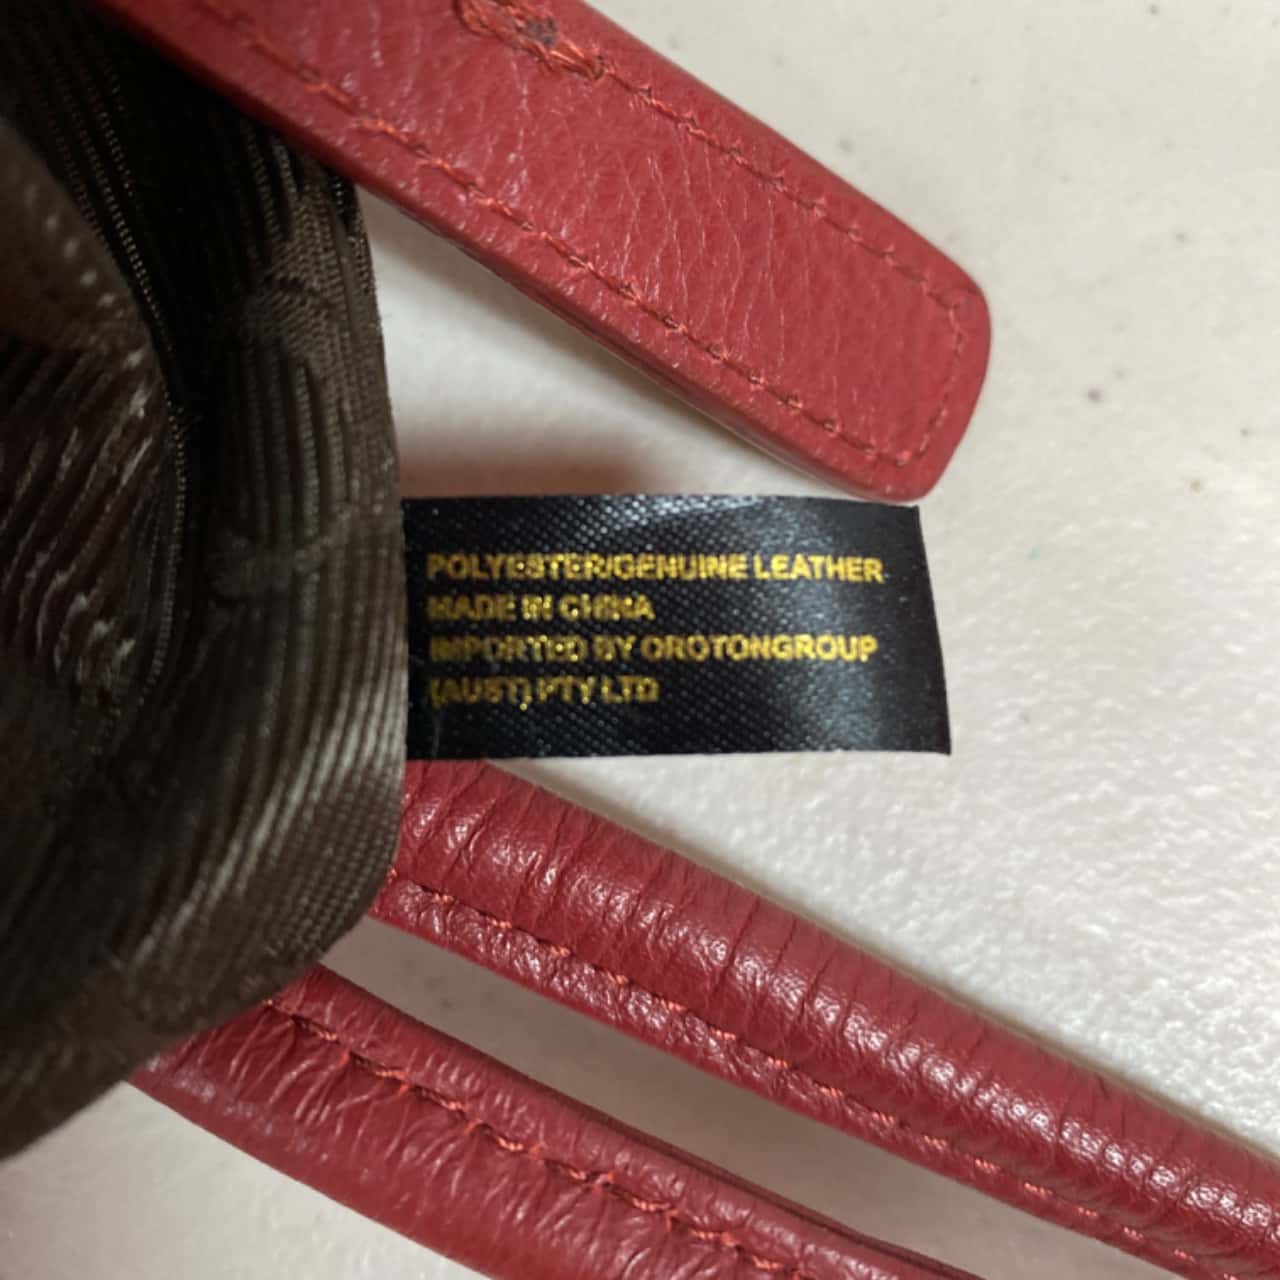 POLYESTER/GENUINE LEATHER
MADE IN CHINA
IMPORTED BY OROTONGROUP
(AUST) PTY LTD